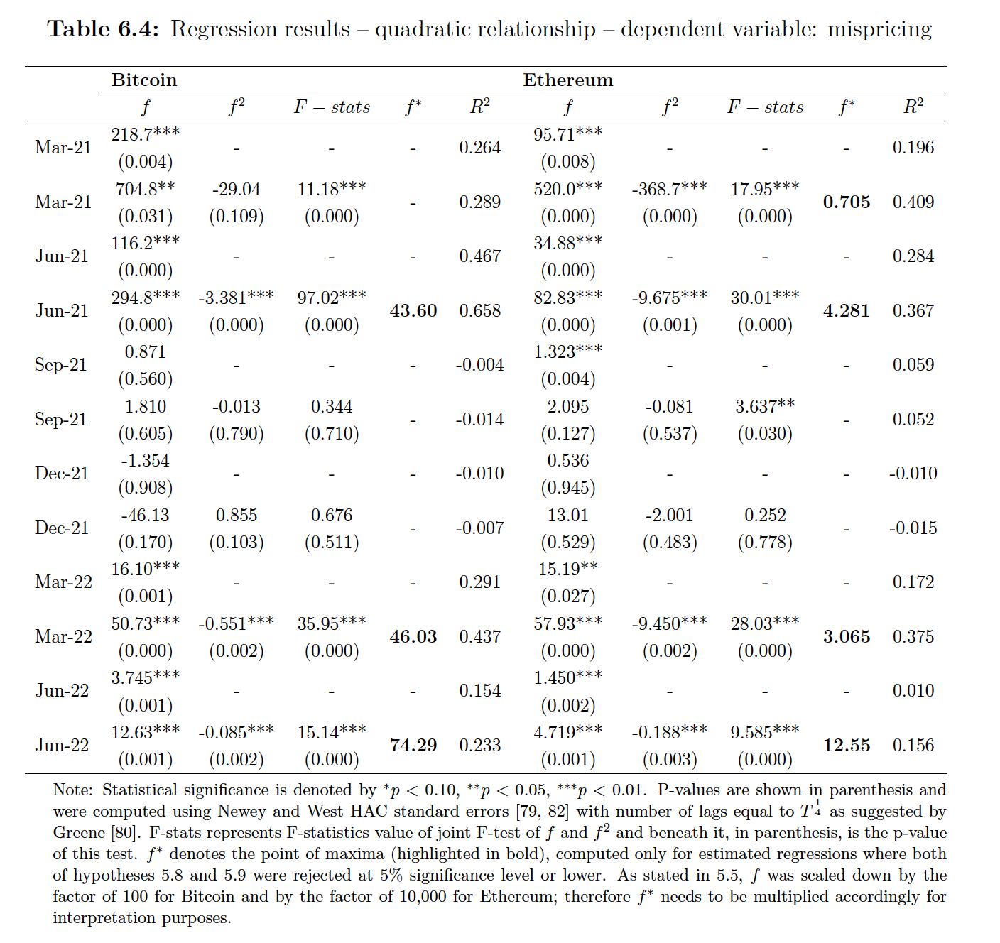 Table 6.4: Regression results – quadratic relationship – dependent variable: mispricing
Bitcoin Ethereum
f f² F − stats f* R̄² f f² F − stats f* R̄²
218.7*** 95.71***
Mar-21 - - - 0.264 - - - 0.196
(0.004) (0.008)
704.8** -29.04 11.18*** 520.0*** -368.7*** 17.95***
Mar-21 - 0.289 0.705 0.409
(0.031) (0.109) (0.000) (0.000) (0.000) (0.000)
116.2*** 34.88***
Jun-21 - - - 0.467 - - - 0.284
(0.000) (0.000)
294.8*** -3.381*** 97.02*** 82.83*** -9.675*** 30.01***
Jun-21 43.60 0.658 4.281 0.367
(0.000) (0.000) (0.000) (0.000) (0.001) (0.000)
0.871 1.323***
Sep-21 - - - -0.004 - - - 0.059
(0.560) (0.004)
1.810 -0.013 0.344 2.095 -0.081 3.637**
Sep-21 - -0.014 - 0.052
(0.605) (0.790) (0.710) (0.127) (0.537) (0.030)
-1.354 0.536
Dec-21 - - - -0.010 - - - -0.010
(0.908) (0.945)
-46.13 0.855 0.676 13.01 -2.001 0.252
Dec-21 - -0.007 - -0.015
(0.170) (0.103) (0.511) (0.529) (0.483) (0.778)
16.10*** 15.19**
Mar-22 - - - 0.291 - - - 0.172
(0.001) (0.027)
50.73*** -0.551*** 35.95*** 57.93*** -9.450*** 28.03***
Mar-22 46.03 0.437 3.065 0.375
(0.000) (0.002) (0.000) (0.000) (0.002) (0.000)
3.745*** 1.450***
Jun-22 - - - 0.154 - - - 0.010
(0.001) (0.002)
12.63*** -0.085*** 15.14*** 4.719*** -0.188*** 9.585***
Jun-22 74.29 0.233 12.55 0.156
(0.001) (0.002) (0.000) (0.001) (0.003) (0.000)
Note: Statistical significance is denoted by *p < 0.10, **p < 0.05, ***p < 0.01. P-values are shown in parenthesis and
were computed using Newey and West HAC standard errors [79, 82] with number of lags equal to T^(1/4) as suggested by
Greene [80]. F-stats represents F-statistics value of joint F-test of f and f² and beneath it, in parenthesis, is the p-value
of this test. f* denotes the point of maxima (highlighted in bold), computed only for estimated regressions where both
of hypotheses 5.8 and 5.9 were rejected at 5% significance level or lower. As stated in 5.5, f was scaled down by the
factor of 100 for Bitcoin and by the factor of 10,000 for Ethereum; therefore f* needs to be multiplied accordingly for
interpretation purposes.